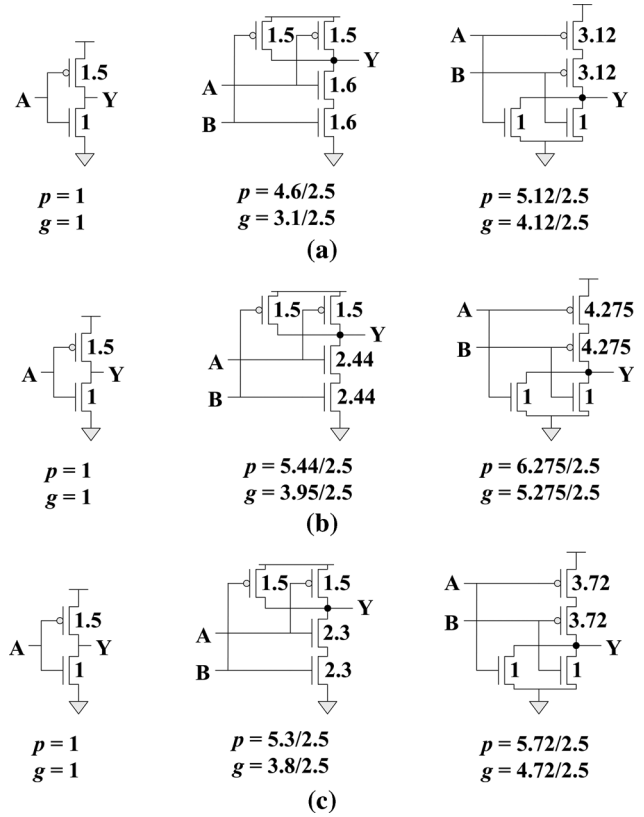 A 1.5 Y 1
p = 1
g = 1
A B 1.5 1.5 Y 1.6 1.6
p = 4.6/2.5
g = 3.1/2.5
A B 3.12 3.12 Y 1 1
p = 5.12/2.5
g = 4.12/2.5
(a)
A 1.5 Y 1
p = 1
g = 1
A B 1.5 1.5 Y 2.44 2.44
p = 5.44/2.5
g = 3.95/2.5
A B 4.275 4.275 Y 1 1
p = 6.275/2.5
g = 5.275/2.5
(b)
A 1.5 Y 1
p = 1
g = 1
A B 1.5 1.5 Y 2.3 2.3
p = 5.3/2.5
g = 3.8/2.5
A B 3.72 3.72 Y 1 1
p = 5.72/2.5
g = 4.72/2.5
(c)